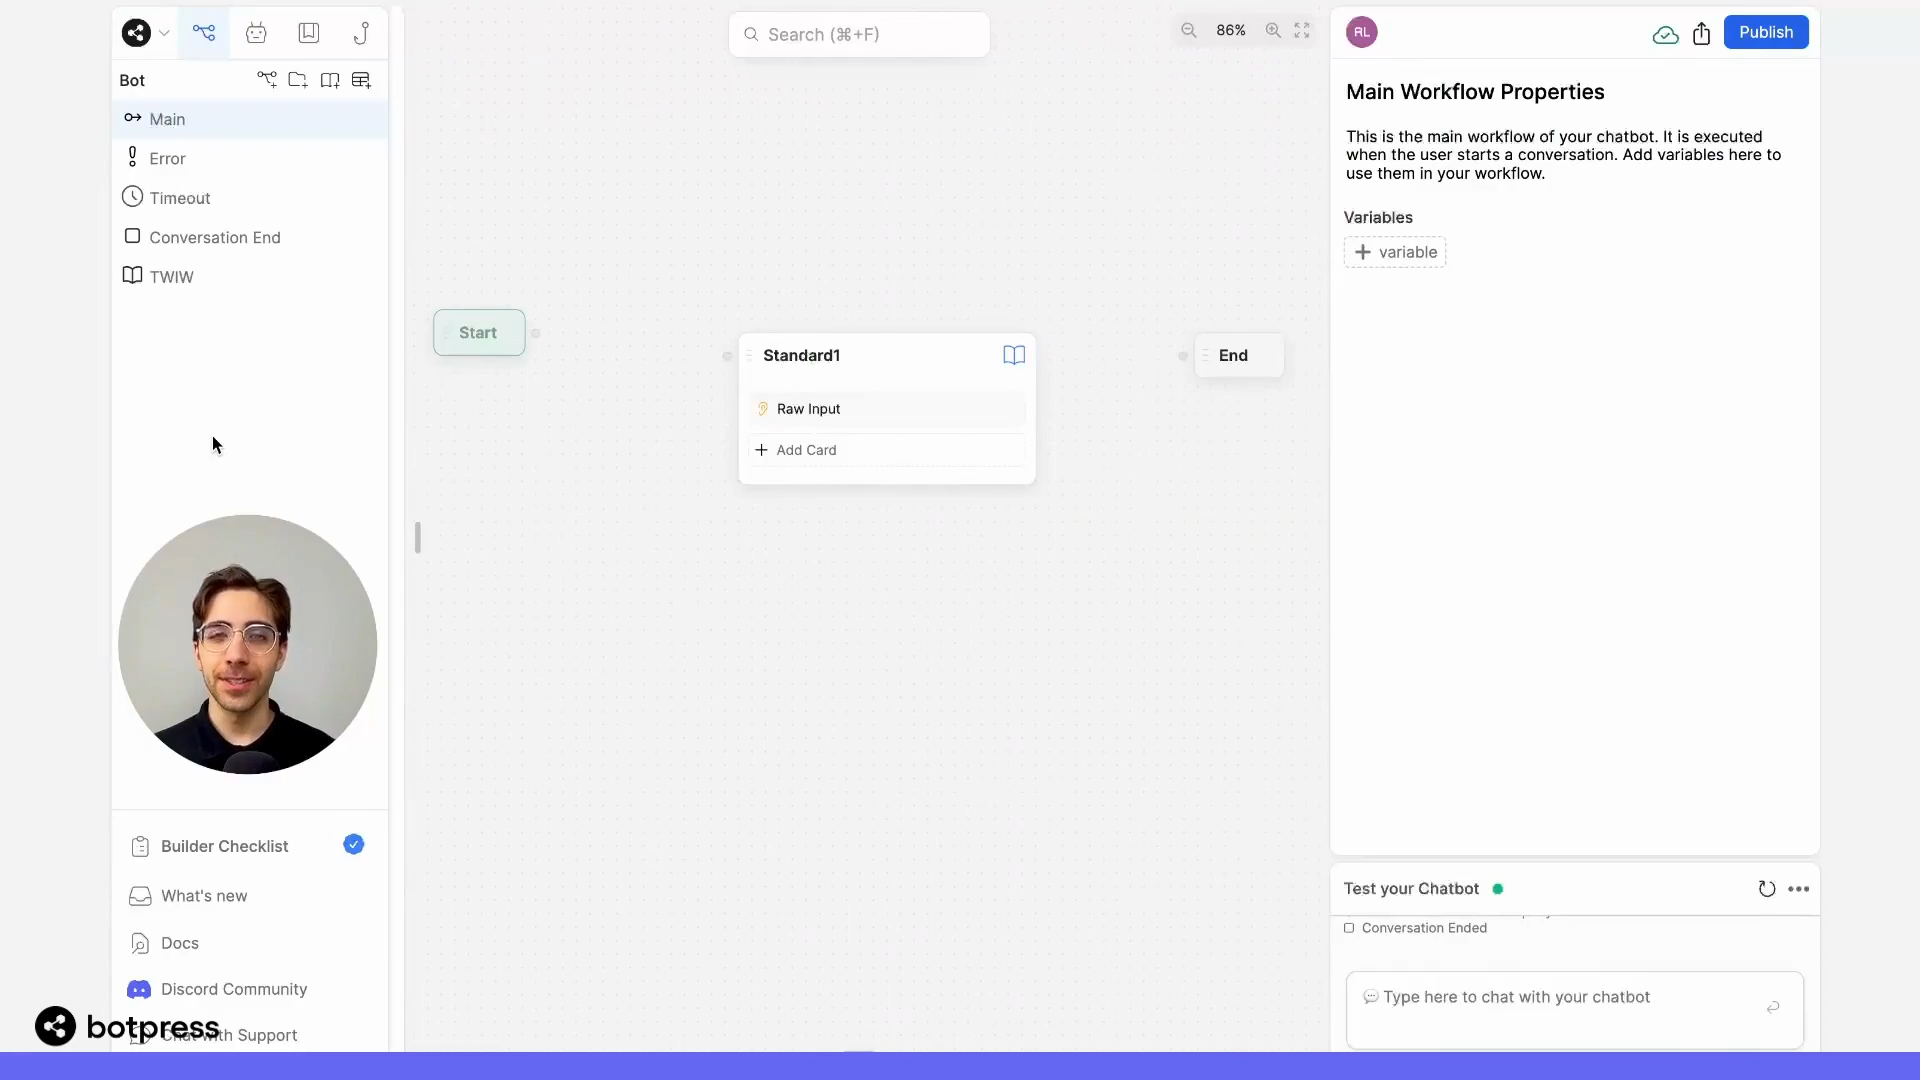 Search (⌘+F)
86%
RL
Publish
Bot
Main
Error
Timeout
Conversation End
TWIW
Start
Standard1
Raw Input
Add Card
End
Main Workflow Properties
This is the main workflow of your chatbot. It is executed
when the user starts a conversation. Add variables here to
use them in your workflow.
Variables
+ variable
Builder Checklist
What's new
Docs
Discord Community
Chat with Support
botpress
Test your Chatbot
Conversation Ended
Type here to chat with your chatbot